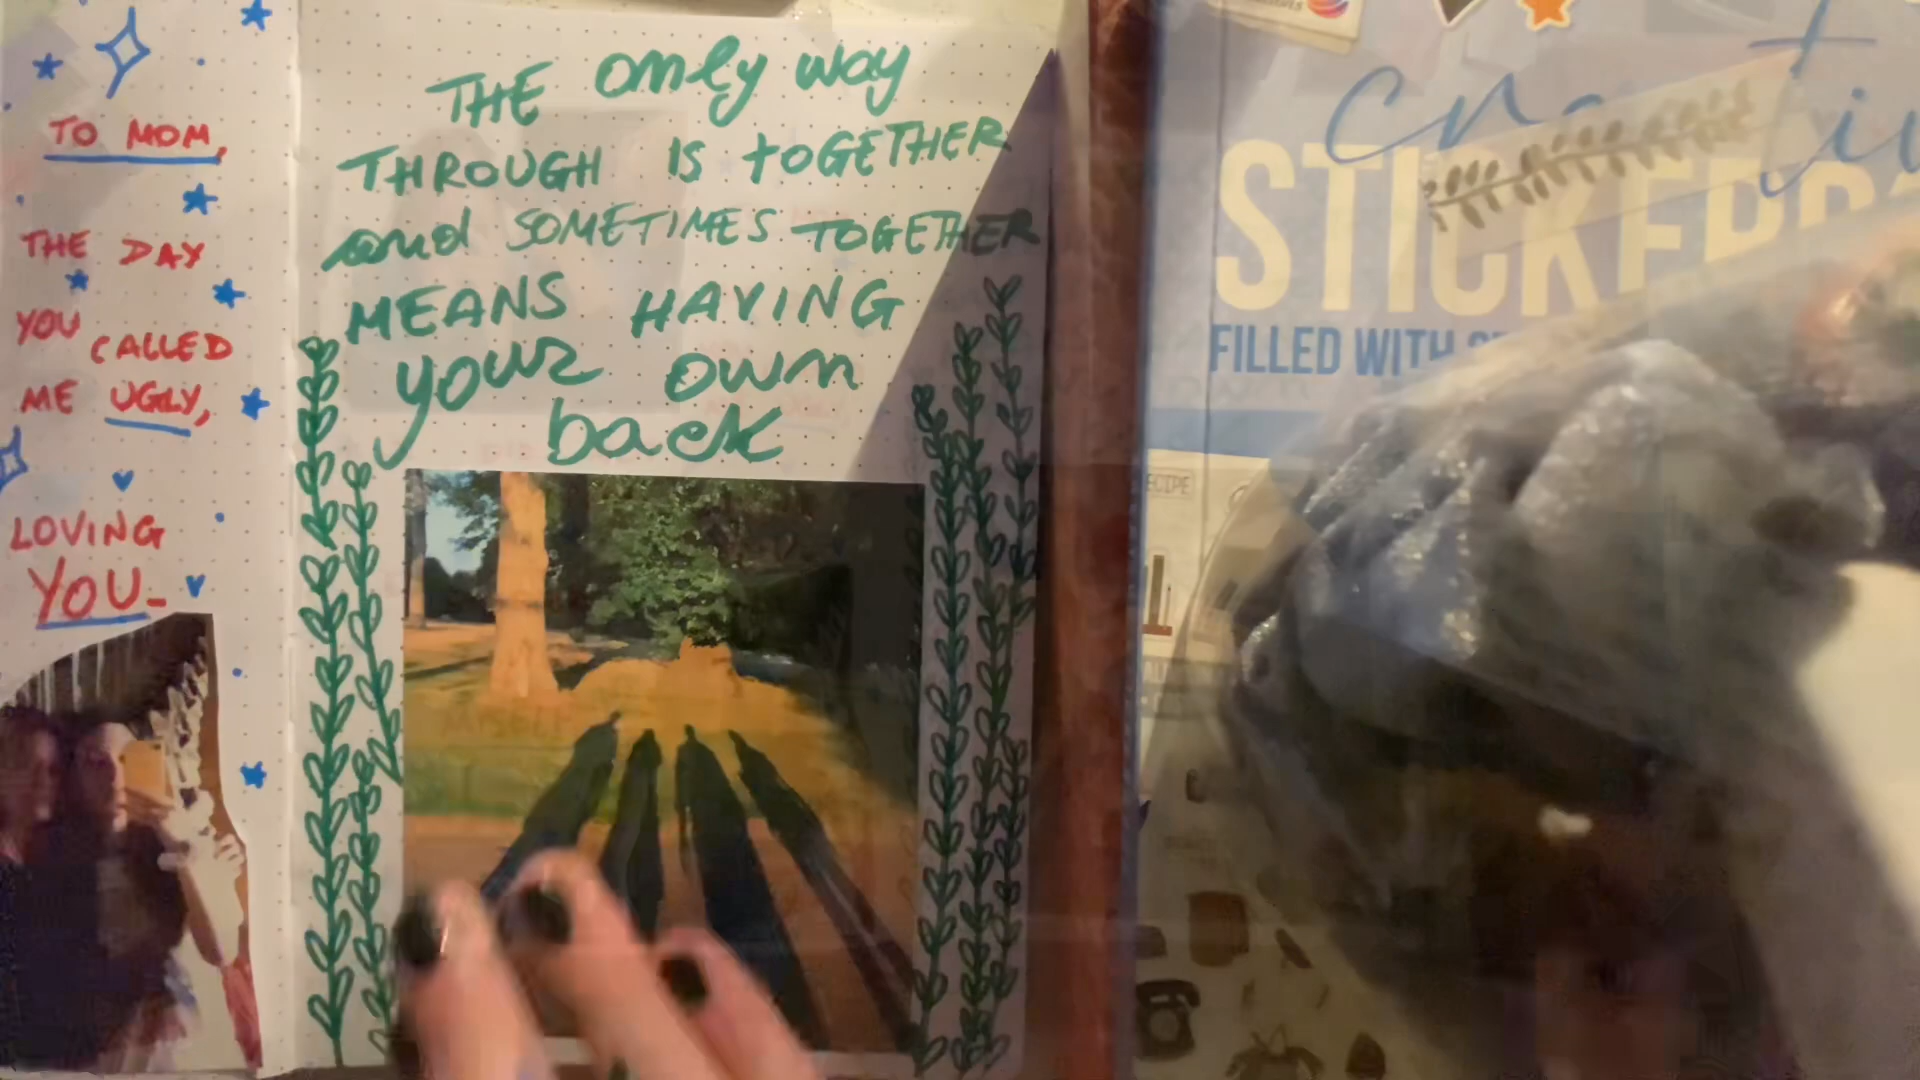 TO MOM,
THE DAY
YOU CALLED
ME UGLY,
LOVING
YOU-
THE only way
THROUGH IS TOGETHER
and SOMETIMES TOGETHER
MEANS HAVING
your own
back
FILLED WITH